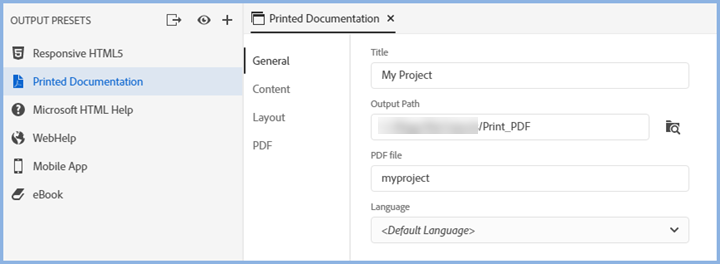 OUTPUT PRESETS
Responsive HTML5
Printed Documentation
Microsoft HTML Help
WebHelp
Mobile App
eBook
Printed Documentation
General
Content
Layout
PDF
Title
My Project
Output Path
/Print_PDF
PDF file
myproject
Language
<Default Language>